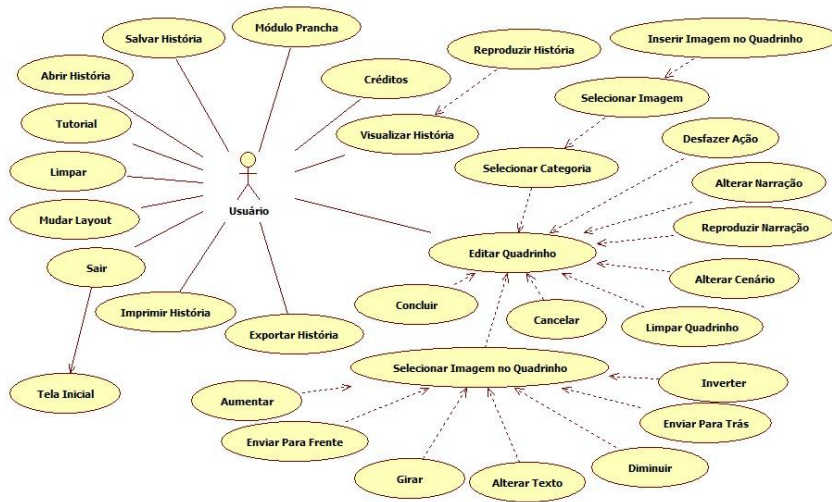 Salvar História
Módulo Prancha
Reproduzir História
Inserir Imagem no Quadrinho
Abrir História
Créditos
Selecionar Imagem
Tutorial
Visualizar História
Desfazer Ação
Limpar
Selecionar Categoria
Alterar Narração
Mudar Layout
Usuário
Reproduzir Narração
Sair
Editar Quadrinho
Alterar Cenário
Imprimir História
Exportar História
Concluir
Cancelar
Limpar Quadrinho
Tela Inicial
Selecionar Imagem no Quadrinho
Inverter
Aumentar
Enviar Para Trás
Enviar Para Frente
Girar
Alterar Texto
Diminuir